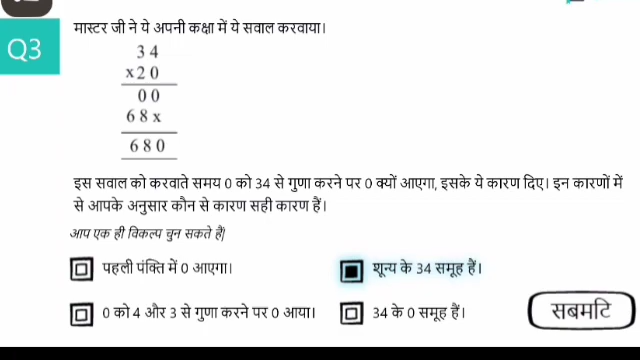 Q3
मास्टर जी ने ये अपनी कक्षा में ये सवाल करवाया।
34
x20
00
68x
680
इस सवाल को करवाते समय 0 को 34 से गुणा करने पर 0 क्यों आएगा, इसके ये कारण दिए। इन कारणों में
से आपके अनुसार कौन से कारण सही कारण हैं।
आप एक ही विकल्प चुन सकते हैं|
पहली पंक्ति में 0 आएगा।
शून्य के 34 समूह हैं।
0 को 4 और 3 से गुणा करने पर 0 आया।
34 के 0 समूह हैं।
सबमटि